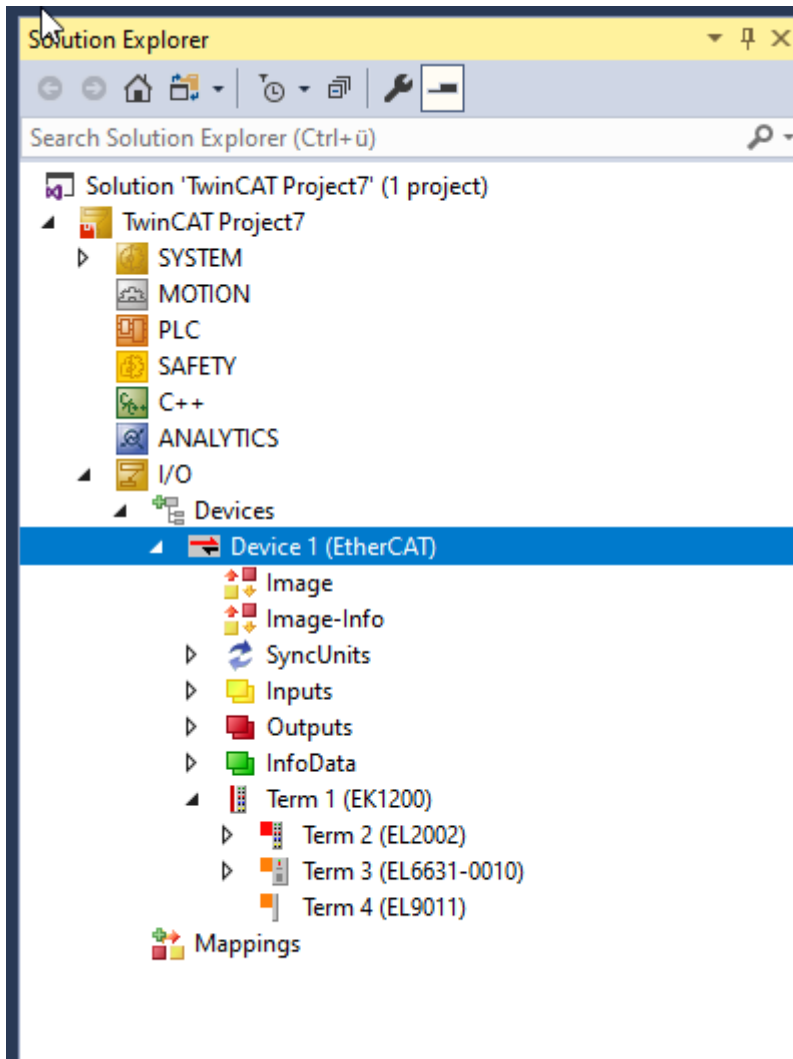 Solution Explorer
Search Solution Explorer (Ctrl+ü)
Solution 'TwinCAT Project7' (1 project)
TwinCAT Project7
SYSTEM
MOTION
PLC
SAFETY
C++
ANALYTICS
I/O
Devices
Device 1 (EtherCAT)
Image
Image-Info
SyncUnits
Inputs
Outputs
InfoData
Term 1 (EK1200)
Term 2 (EL2002)
Term 3 (EL6631-0010)
Term 4 (EL9011)
Mappings